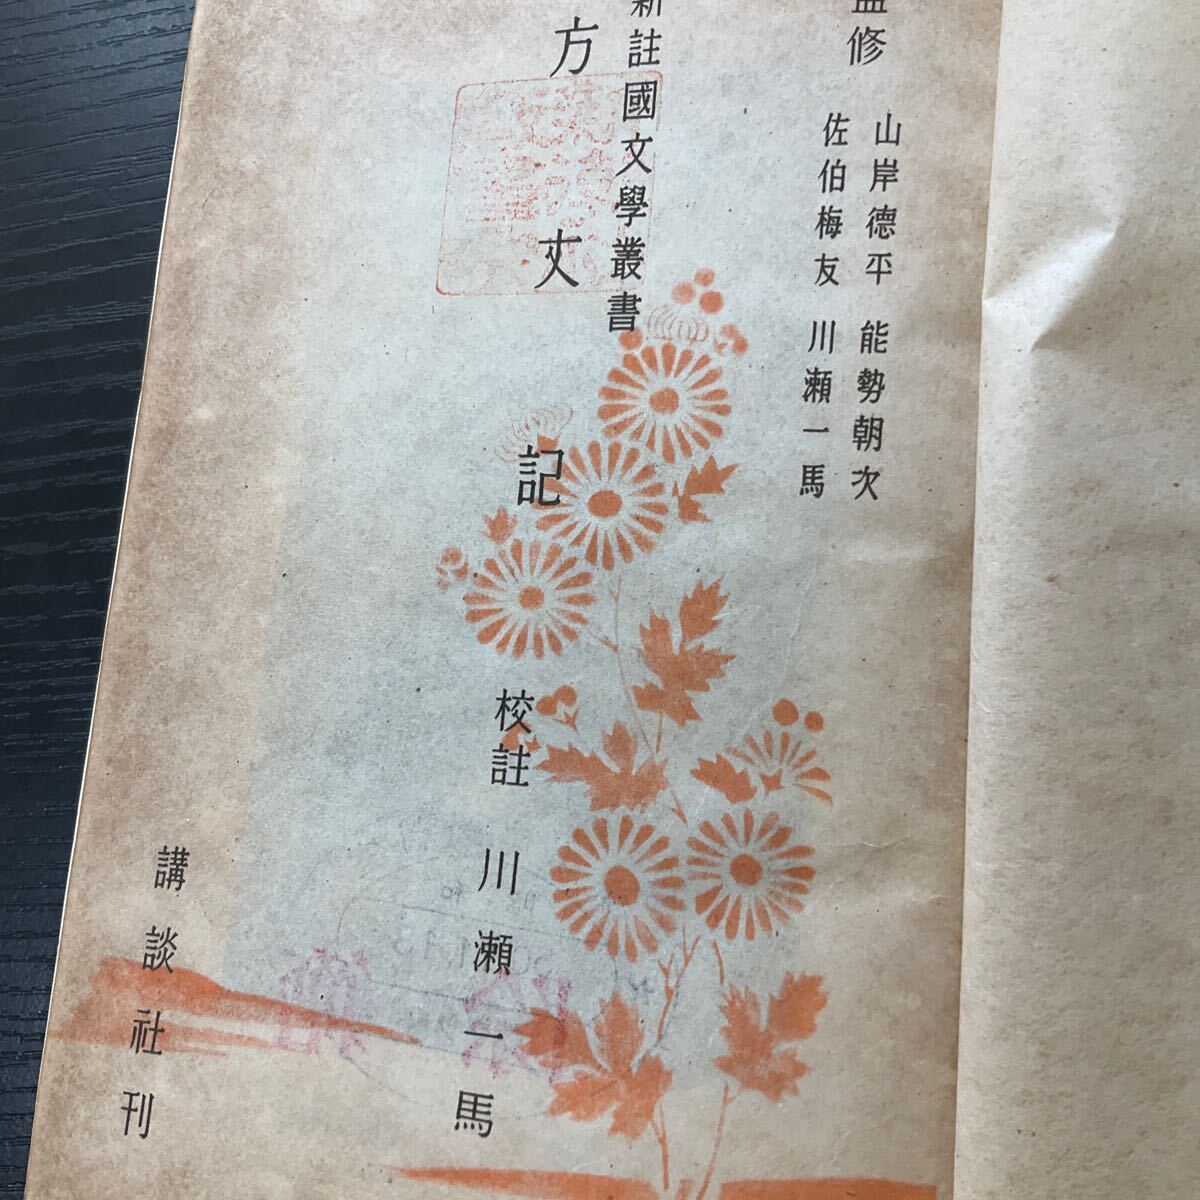 監修
山岸德平 能勢朝次
佐伯梅友 川瀬一馬
新註國文學叢書
方丈記
校註 川瀬一馬
講談社刊